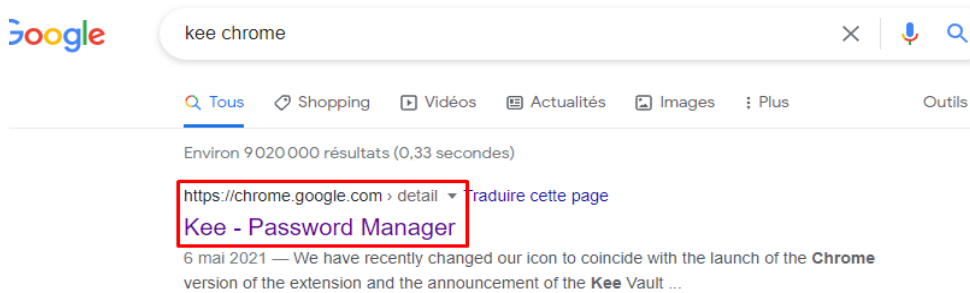 Google
kee chrome
Tous Shopping Vidéos Actualités Images Plus Outils
Environ 9 020 000 résultats (0,33 secondes)
https://chrome.google.com › detail Traduire cette page
Kee - Password Manager
6 mai 2021 — We have recently changed our icon to coincide with the launch of the Chrome
version of the extension and the announcement of the Kee Vault ...